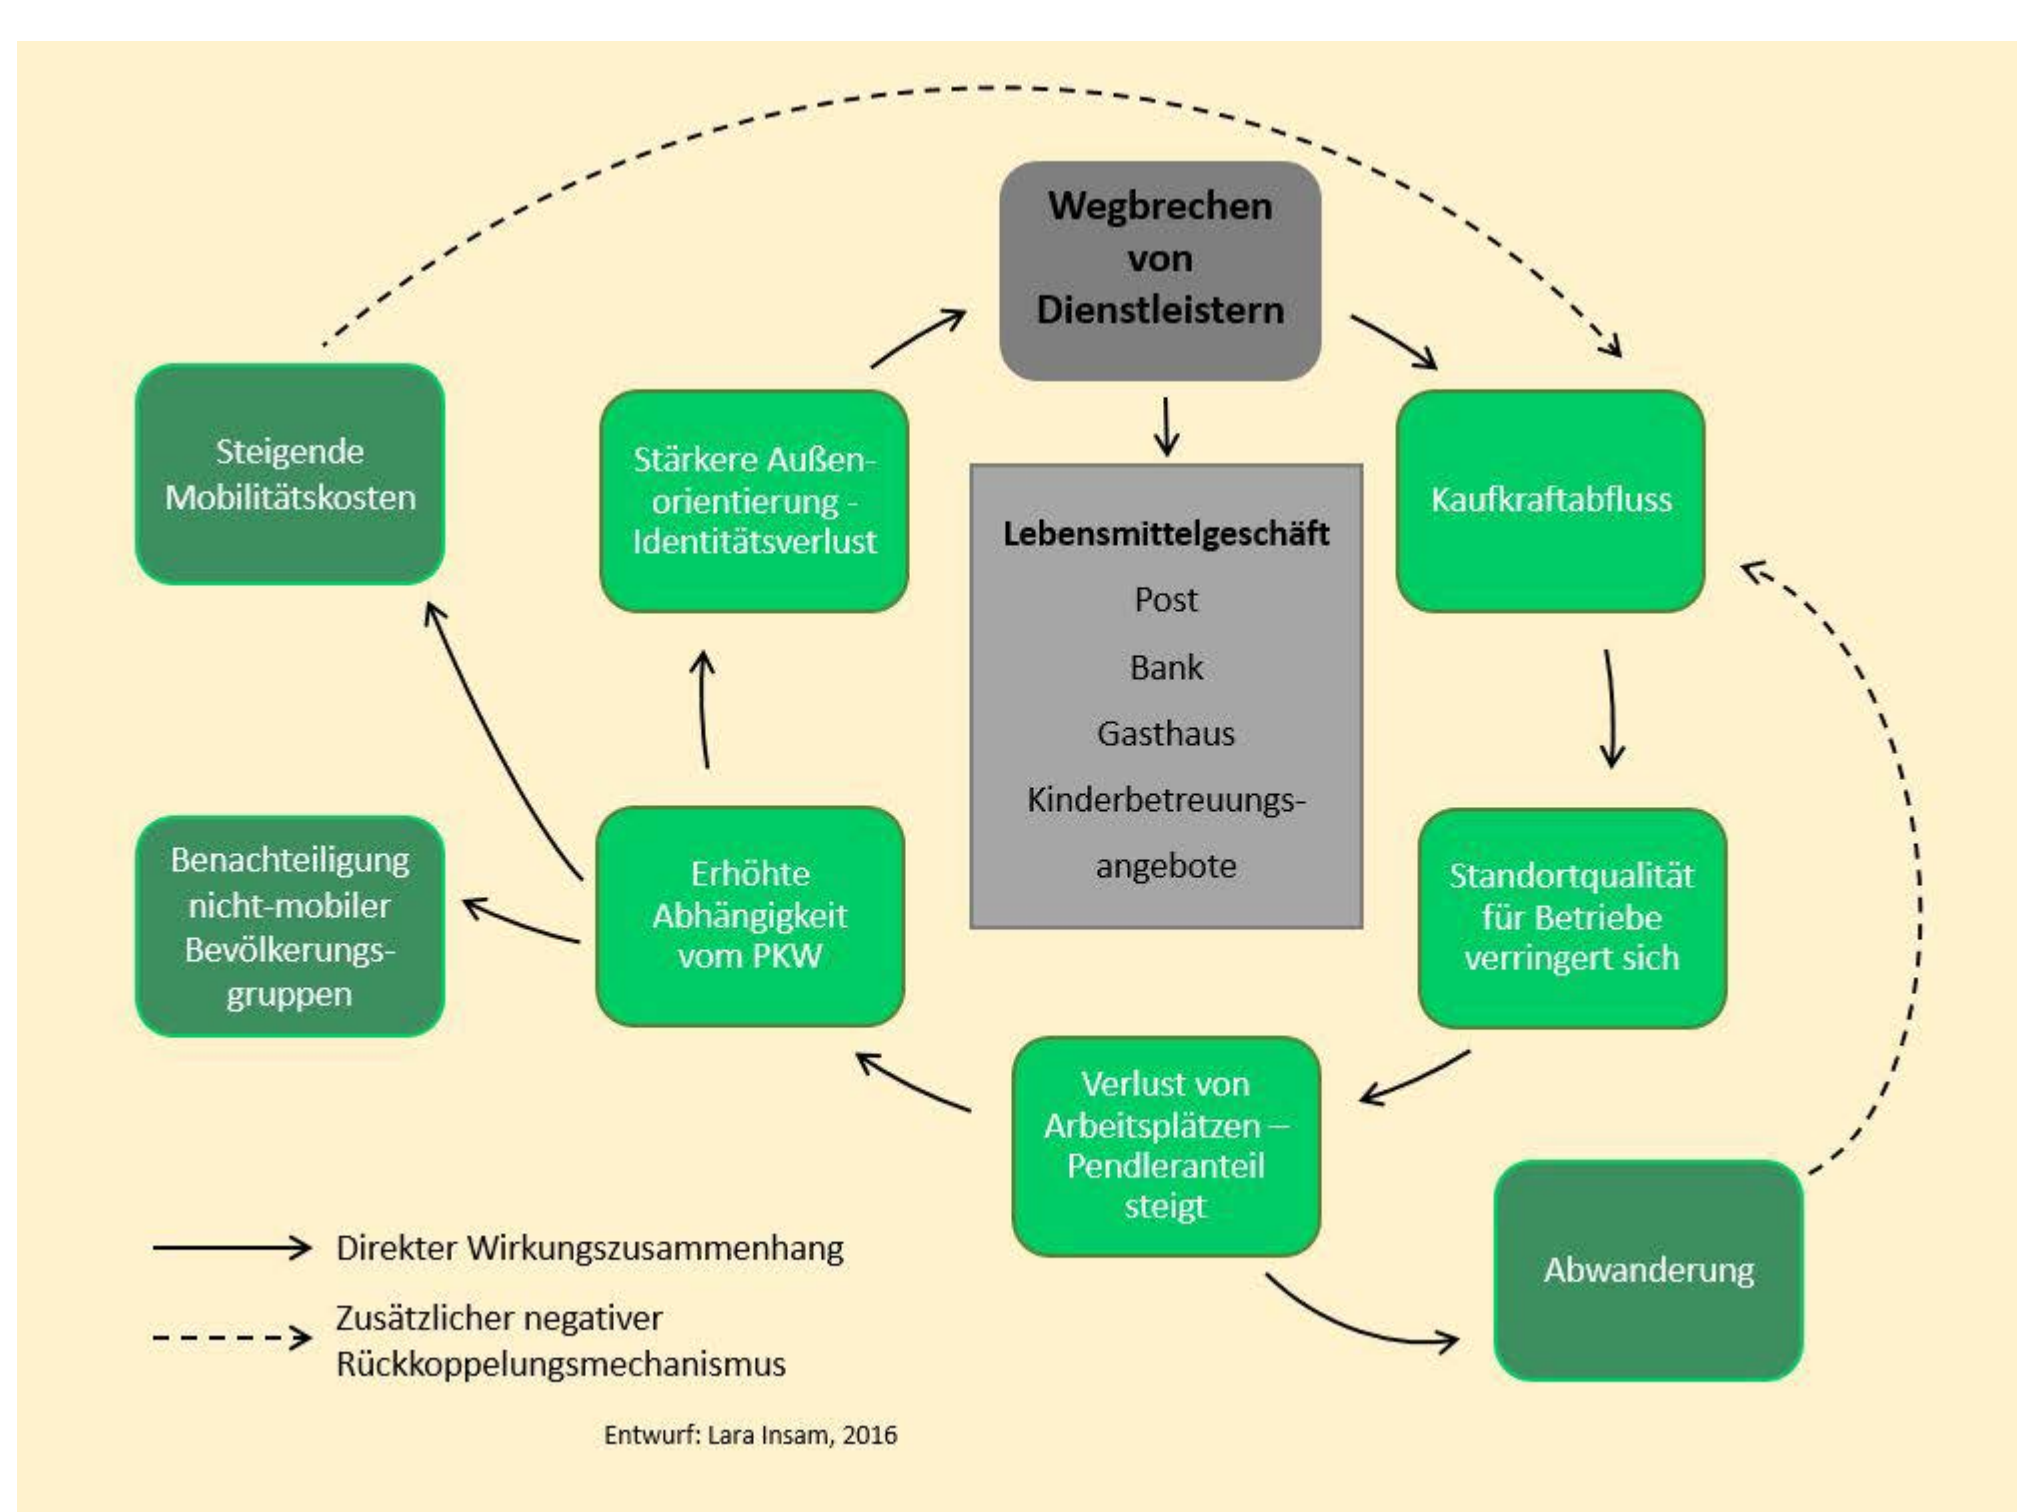 Wegbrechen
von
Dienstleistern
Steigende
Mobilitätskosten
Stärkere Außen-
orientierung -
Identitätsverlust
Kaufkraftabfluss
Lebensmittelgeschäft
Post
Bank
Gasthaus
Kinderbetreuungs-
angebote
Benachteiligung
nicht-mobiler
Bevölkerungs-
gruppen
Erhöhte
Abhängigkeit
vom PKW
Standortqualität
für Betriebe
verringert sich
Verlust von
Arbeitsplätzen –
Pendleranteil
steigt
Abwanderung
Direkter Wirkungszusammenhang
Zusätzlicher negativer
Rückkoppelungsmechanismus
Entwurf: Lara Insam, 2016